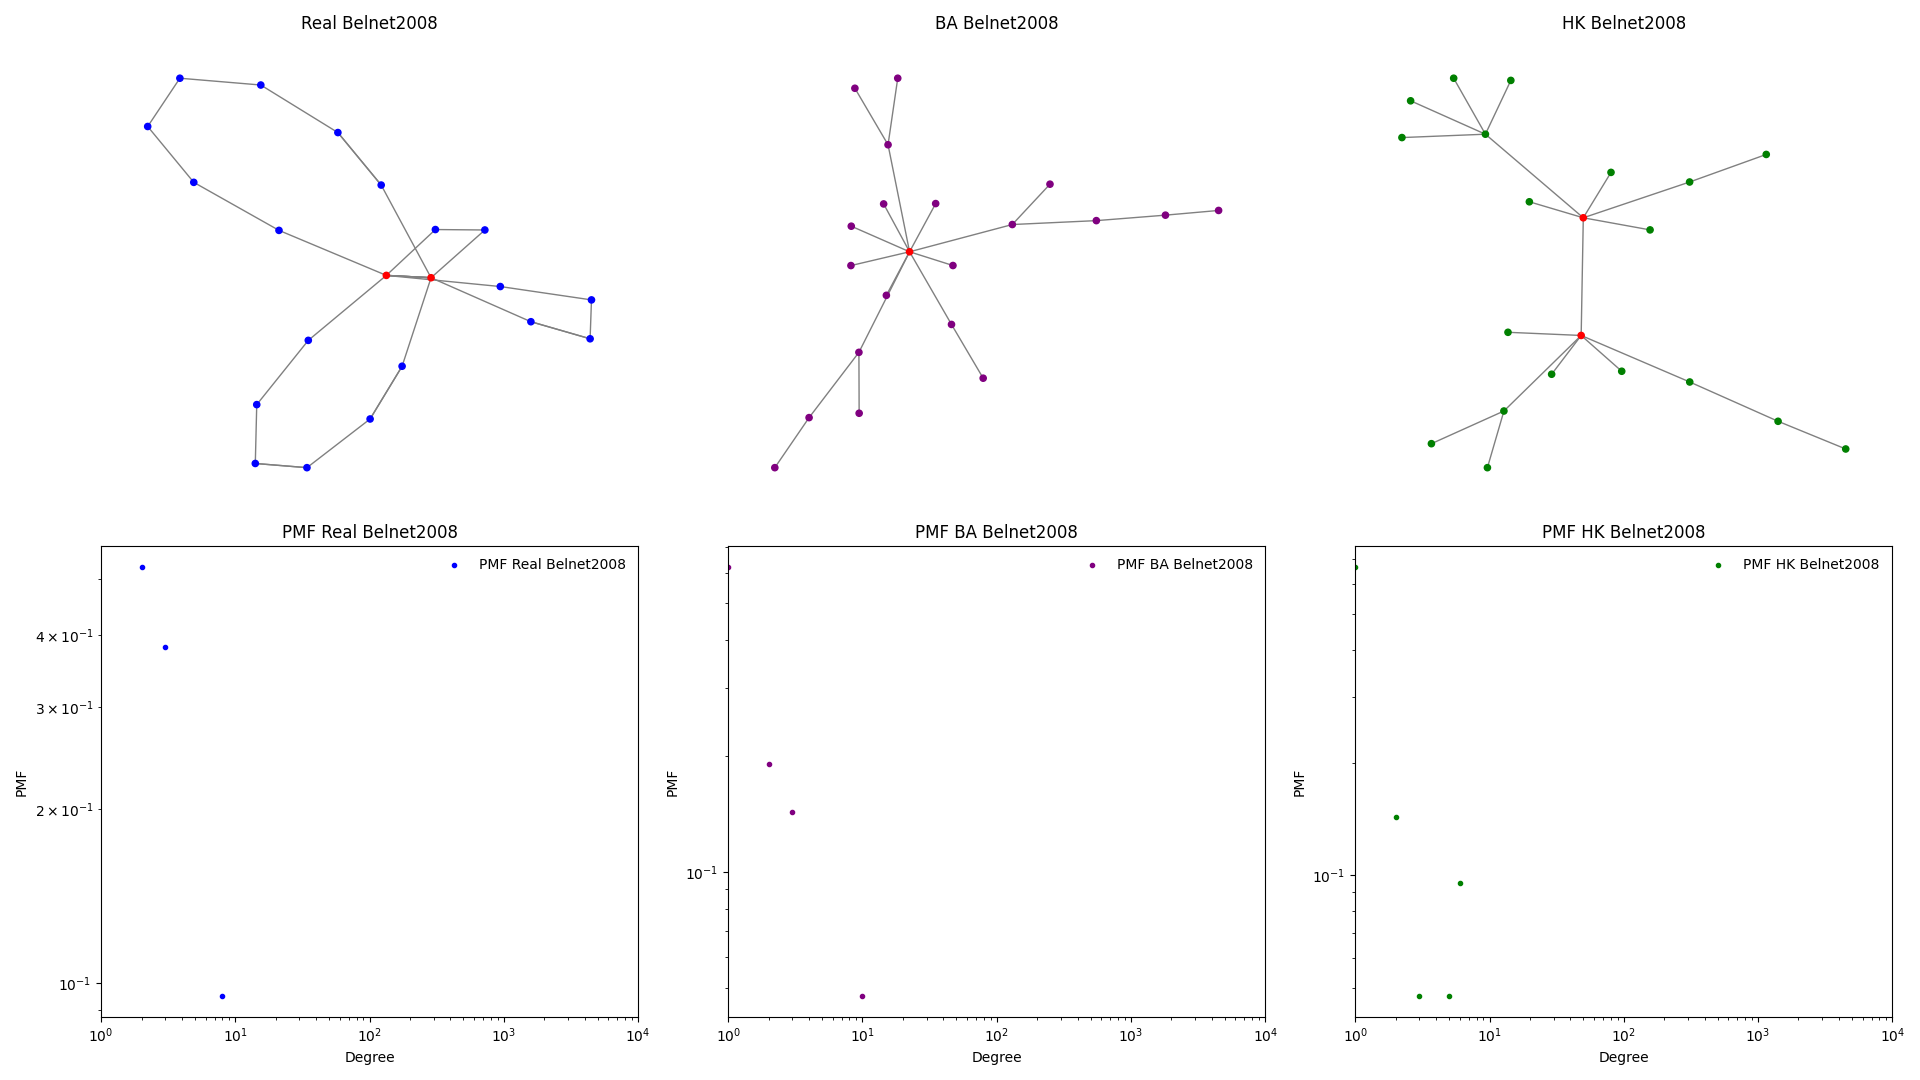 Real Belnet2008
BA Belnet2008
HK Belnet2008
PMF Real Belnet2008
PMF Real Belnet2008
4 × 10⁻¹
3 × 10⁻¹
2 × 10⁻¹
10⁻¹
PMF
10⁰ 10¹ 10² 10³ 10⁴
Degree
PMF BA Belnet2008
PMF BA Belnet2008
10⁻¹
PMF
10⁰ 10¹ 10² 10³ 10⁴
Degree
PMF HK Belnet2008
PMF HK Belnet2008
10⁻¹
PMF
10⁰ 10¹ 10² 10³ 10⁴
Degree